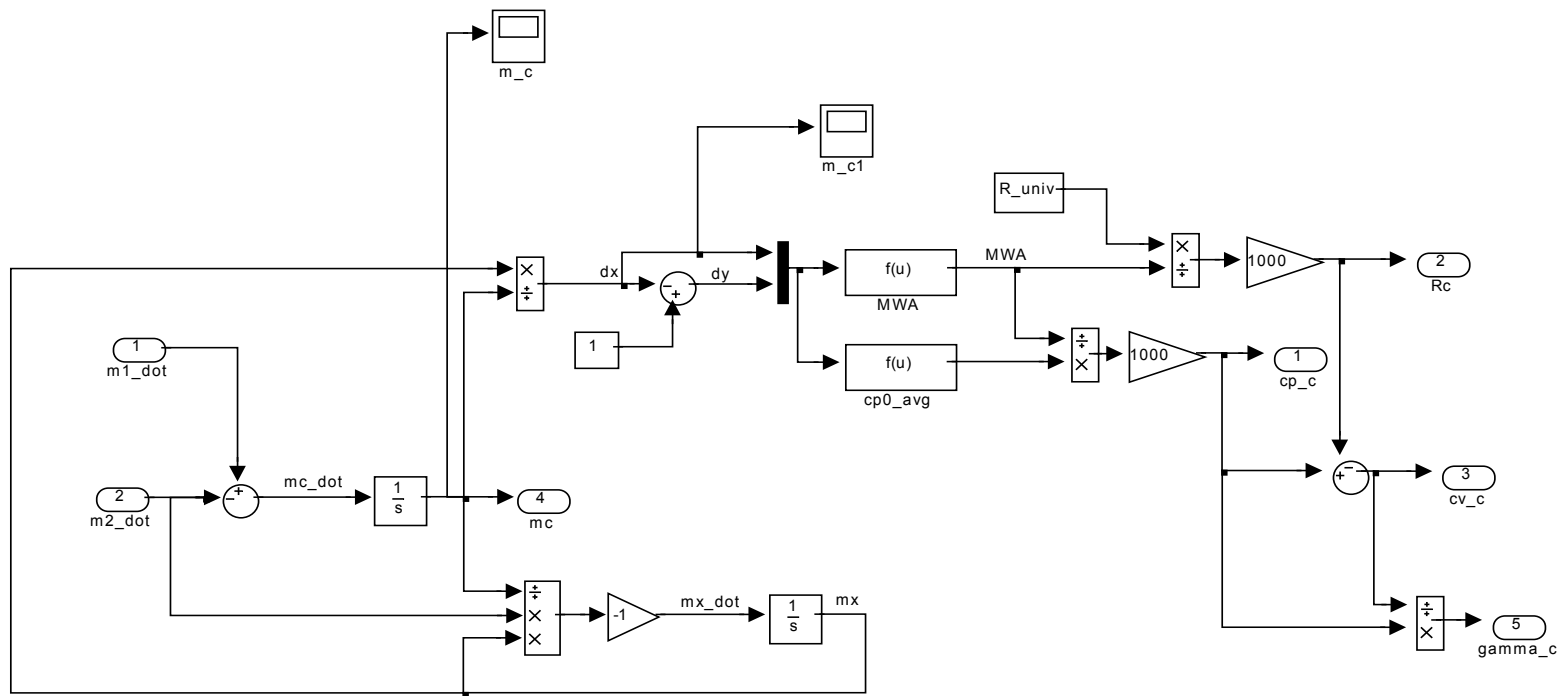 m_c
m_c1
R_univ
MWA
f(u)
MWA
1000
2
Rc
dx
dy
1
f(u)
cp0_avg
1000
1
cp_c
1
m1_dot
2
m2_dot
mc_dot
1
s
4
mc
3
cv_c
-1
mx_dot
1
s
mx
5
gamma_c